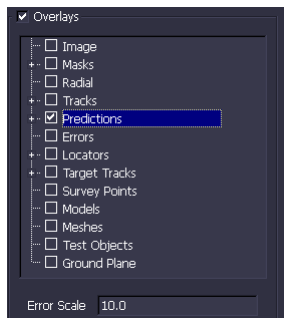 Overlays
Image
Masks
Radial
Tracks
Predictions
Errors
Locators
Target Tracks
Survey Points
Models
Meshes
Test Objects
Ground Plane
Error Scale 10.0